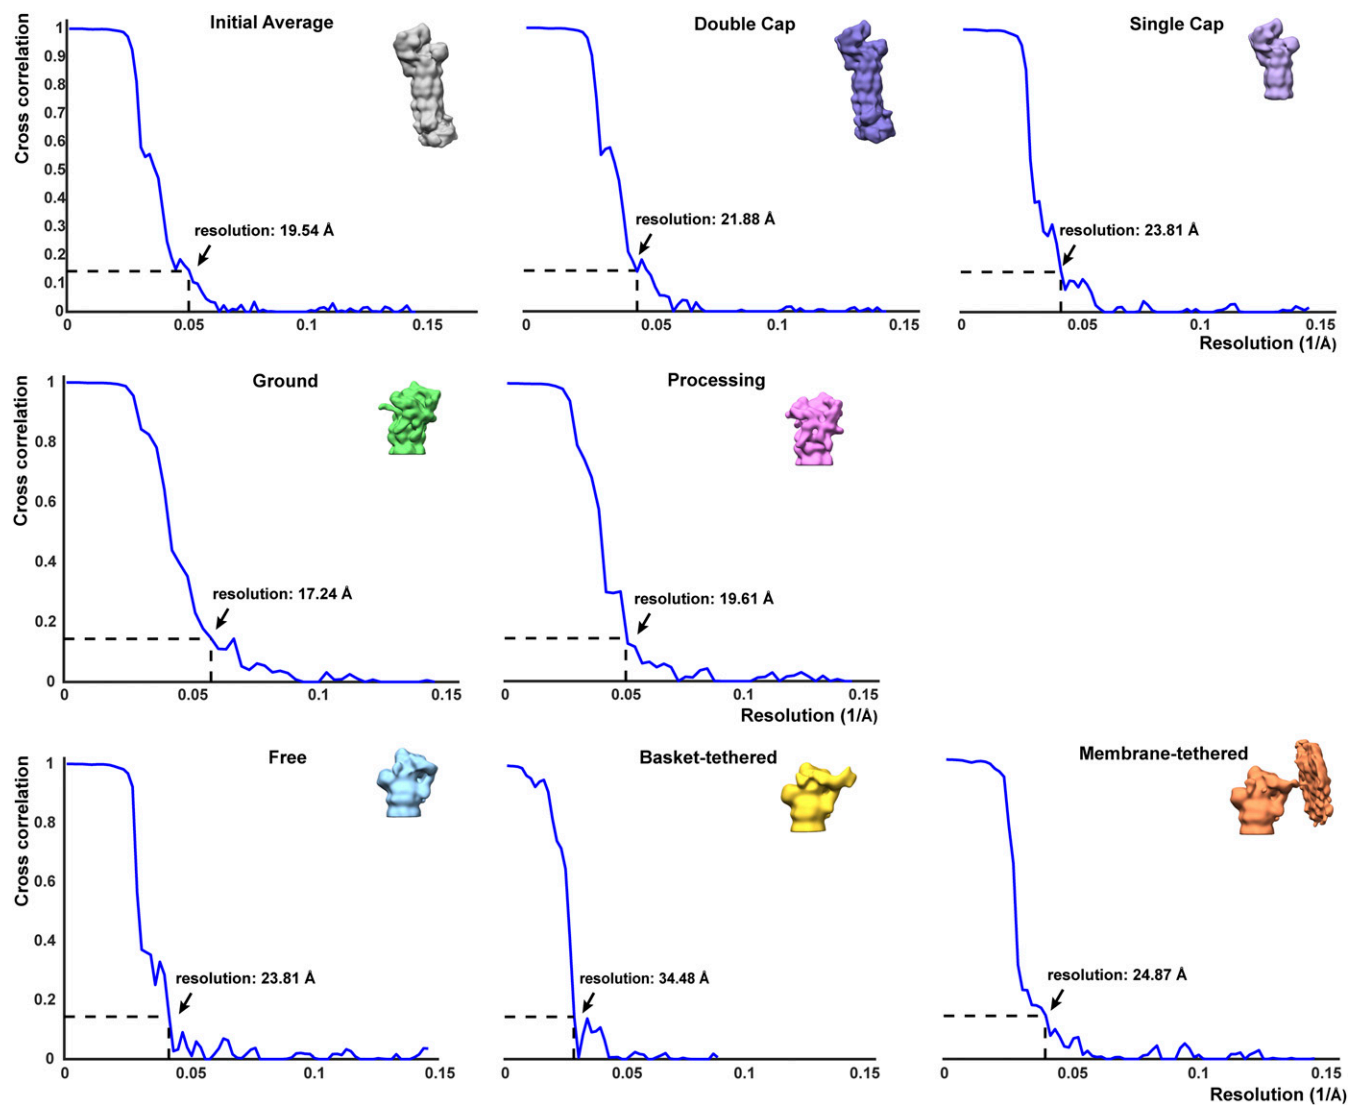 Initial Average
Cross correlation
1
0.9
0.8
0.7
0.6
0.5
0.4
0.3
0.2
0.1
0
resolution: 19.54 Å
0
0.05
0.1
0.15
Double Cap
resolution: 21.88 Å
0
0.05
0.1
0.15
Single Cap
resolution: 23.81 Å
0
0.05
0.1
0.15
Resolution (1/Å)
Ground
Cross correlation
1
0.8
0.6
0.4
0.2
0
resolution: 17.24 Å
0
0.05
0.1
0.15
Processing
resolution: 19.61 Å
0
0.05
0.1
0.15
Resolution (1/Å)
Free
Cross correlation
1
0.8
0.6
0.4
0.2
0
resolution: 23.81 Å
0
0.05
0.1
0.15
Basket-tethered
resolution: 34.48 Å
0
0.05
0.1
0.15
Membrane-tethered
resolution: 24.87 Å
0
0.05
0.1
0.15
Resolution (1/Å)